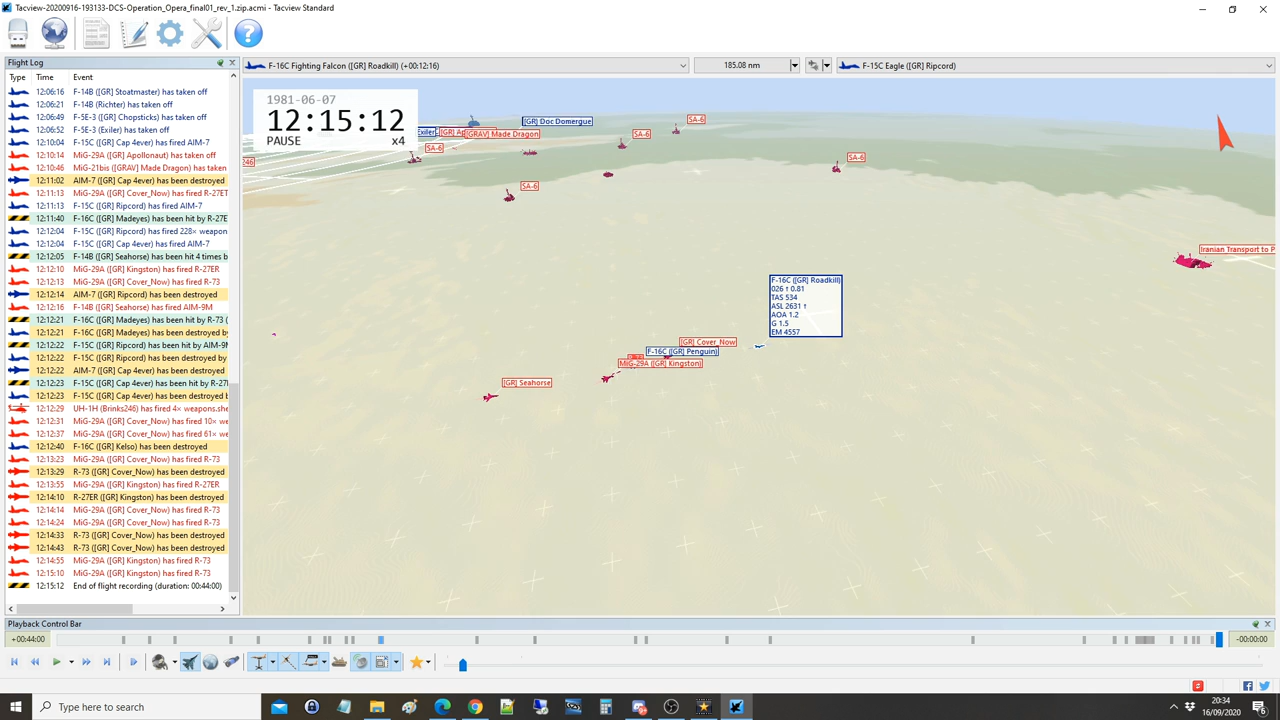 Tacview-20200916-193133-DCS-Operation_Opera_final01_rev_1.zip.acmi - Tacview Standard
Flight Log
Type Time Event
12:06:16 F-14B ([GR] Stoatmaster) has taken off
12:06:21 F-14B (Richter) has taken off
12:06:49 F-5E-3 ([GR] Chopsticks) has taken off
12:06:52 F-5E-3 (Exiler) has taken off
12:10:04 F-15C ([GR] Cap 4ever) has taken off
12:10:14 MiG-29A ([GR] Apollonaut) has taken off
12:10:46 MiG-21bis ([GRAV] Made Dragon) has taken
12:11:02 AIM-7 ([GR] Cap 4ever) has been destroyed
12:11:13 MiG-29A ([GR] Cover_Now) has fired R-27ET
12:11:13 F-15C ([GR] Ripcord) has fired AIM-7
12:11:40 F-16C ([GR] Madeyes) has been hit by R-27E
12:12:04 F-15C ([GR] Ripcord) has fired 228× weapon
12:12:04 F-15C ([GR] Cap 4ever) has fired AIM-7
12:12:05 F-14B ([GR] Seahorse) has been hit 4 times b
12:12:10 MiG-29A ([GR] Kingston) has fired R-27ER
12:12:13 MiG-29A ([GR] Cover_Now) has fired R-73
12:12:14 AIM-7 ([GR] Ripcord) has been destroyed
12:12:16 F-14B ([GR] Seahorse) has fired AIM-9M
12:12:21 F-16C ([GR] Madeyes) has been hit by R-73 (
12:12:21 F-16C ([GR] Madeyes) has been destroyed by
12:12:22 F-15C ([GR] Ripcord) has been hit by AIM-9
12:12:22 F-15C ([GR] Ripcord) has been destroyed by
12:12:22 AIM-7 ([GR] Cap 4ever) has been destroyed
12:12:23 F-15C ([GR] Cap 4ever) has been hit by R-27
12:12:23 F-15C ([GR] Cap 4ever) has been destroyed
12:12:29 UH-1H (Brinks246) has fired 4× weapons.she
12:12:31 MiG-29A ([GR] Cover_Now) has fired 10× we
12:12:37 MiG-29A ([GR] Cover_Now) has fired 61× we
12:12:40 F-16C ([GR] Kelso) has been destroyed
12:13:23 MiG-29A ([GR] Cover_Now) has fired R-73
12:13:29 R-73 ([GR] Cover_Now) has been destroyed
12:13:55 MiG-29A ([GR] Kingston) has fired R-27ER
12:14:10 R-27ER ([GR] Kingston) has been destroyed
12:14:14 MiG-29A ([GR] Cover_Now) has fired R-73
12:14:24 MiG-29A ([GR] Cover_Now) has fired R-73
12:14:33 R-73 ([GR] Cover_Now) has been destroyed
12:14:43 R-73 ([GR] Cover_Now) has been destroyed
12:14:55 MiG-29A ([GR] Kingston) has fired R-73
12:15:10 MiG-29A ([GR] Kingston) has fired R-73
12:15:12 End of flight recording (duration: 00:44:00)
F-16C Fighting Falcon ([GR] Roadkill) (+00:12:16)
185.08 nm
F-15C Eagle ([GR] Ripcord)
1981-06-07
12:15:12
PAUSE x4
[GR] Doc Domergue
Exiler
[GR] A
[GRAV] Made Dragon
SA-6
SA-6
SA-6
SA-6
SA-6
246
Iranian Transport to P
F-16C ([GR] Roadkill)
026 ↑ 0.81
TAS 534
ASL 2631 ↑
AOA 1.2
G 1.5
EM 4557
[GR] Cover_Now
F-16C ([GR] Penguin)
MiG-29A ([GR] Kingston)
[GR] Seahorse
Playback Control Bar
+00:44:00
-00:00:00
Type here to search
20:34
16/09/2020